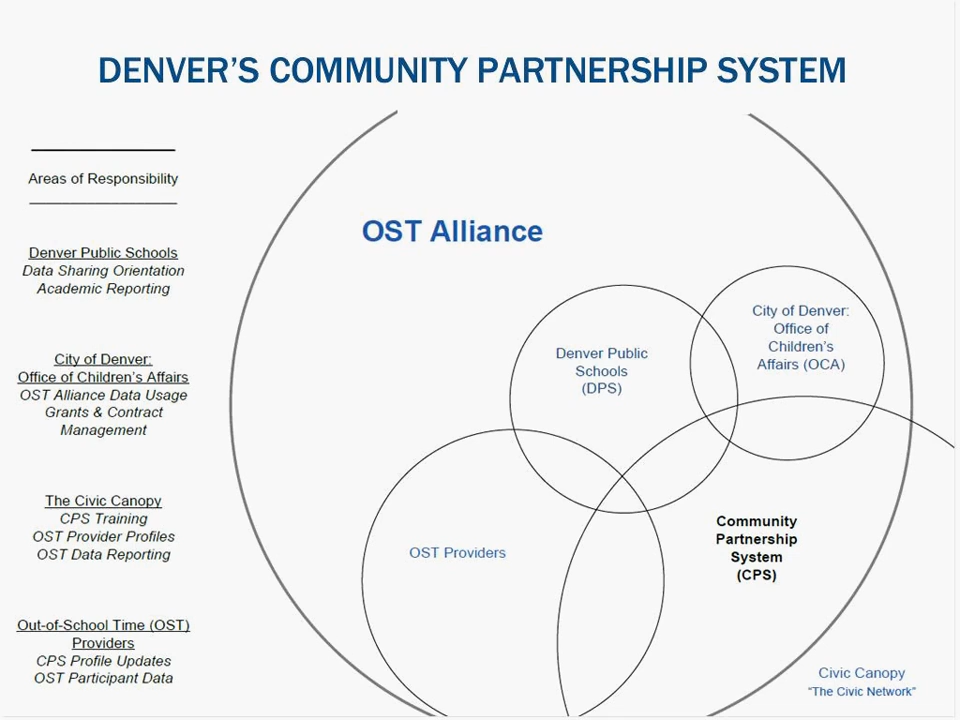 DENVER’S COMMUNITY PARTNERSHIP SYSTEM
Areas of Responsibility
Denver Public Schools
Data Sharing Orientation
Academic Reporting
City of Denver:
Office of Children’s Affairs
OST Alliance Data Usage
Grants & Contract
Management
The Civic Canopy
CPS Training
OST Provider Profiles
OST Data Reporting
Out-of-School Time (OST)
Providers
CPS Profile Updates
OST Participant Data
OST Alliance
Denver Public
Schools
(DPS)
City of Denver:
Office of
Children’s
Affairs (OCA)
OST Providers
Community
Partnership
System
(CPS)
Civic Canopy
“The Civic Network”